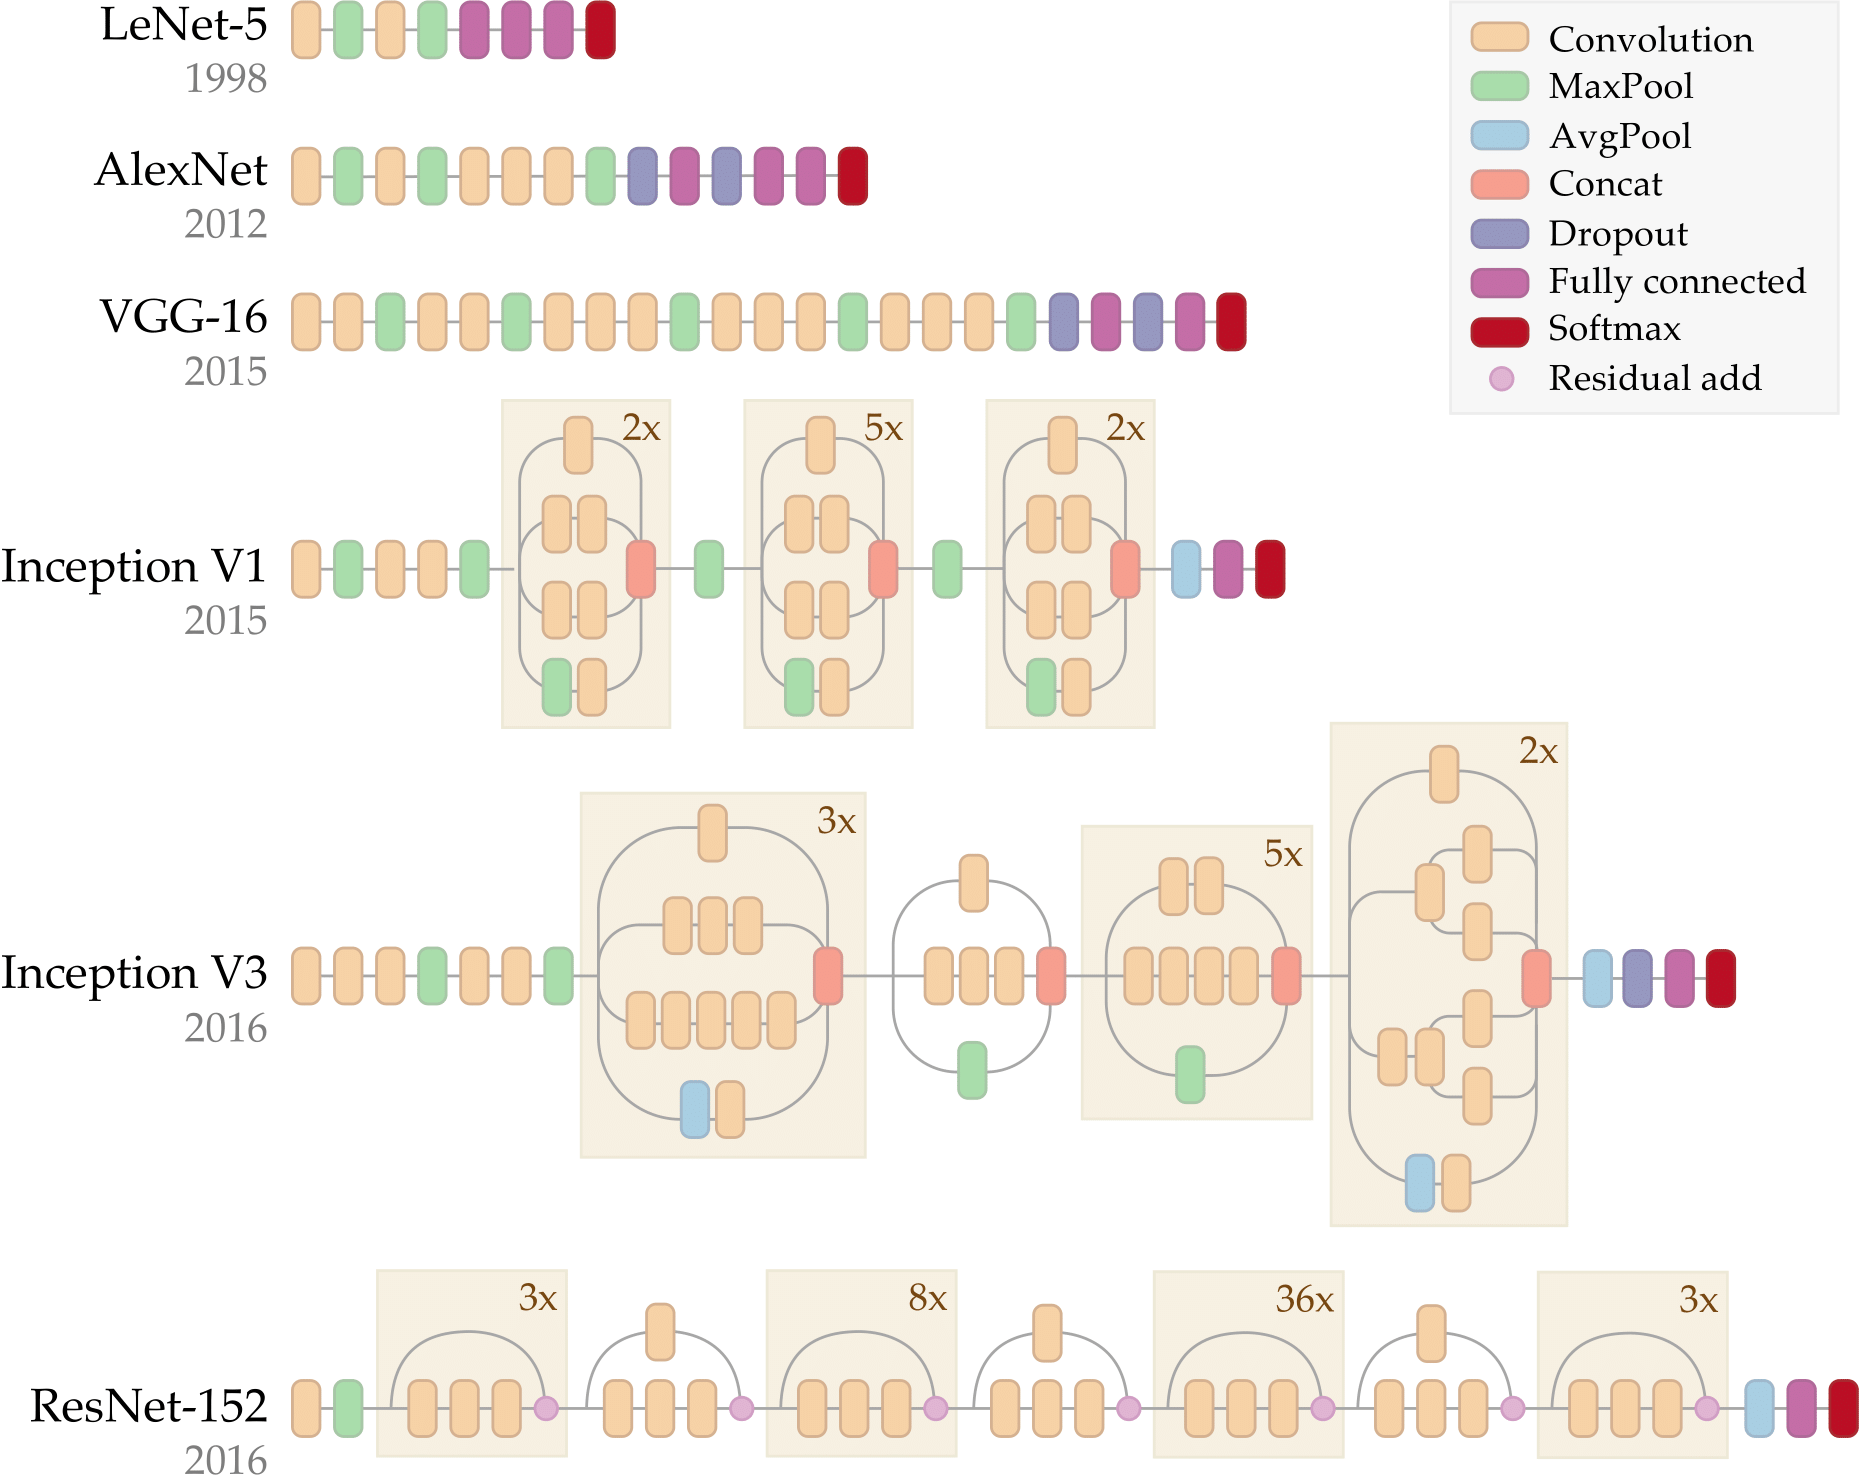 LeNet-5
1998
AlexNet
2012
VGG-16
2015
Convolution
MaxPool
AvgPool
Concat
Dropout
Fully connected
Softmax
Residual add
Inception V1
2015
2x
5x
2x
Inception V3
2016
3x
5x
2x
ResNet-152
2016
3x
8x
36x
3x